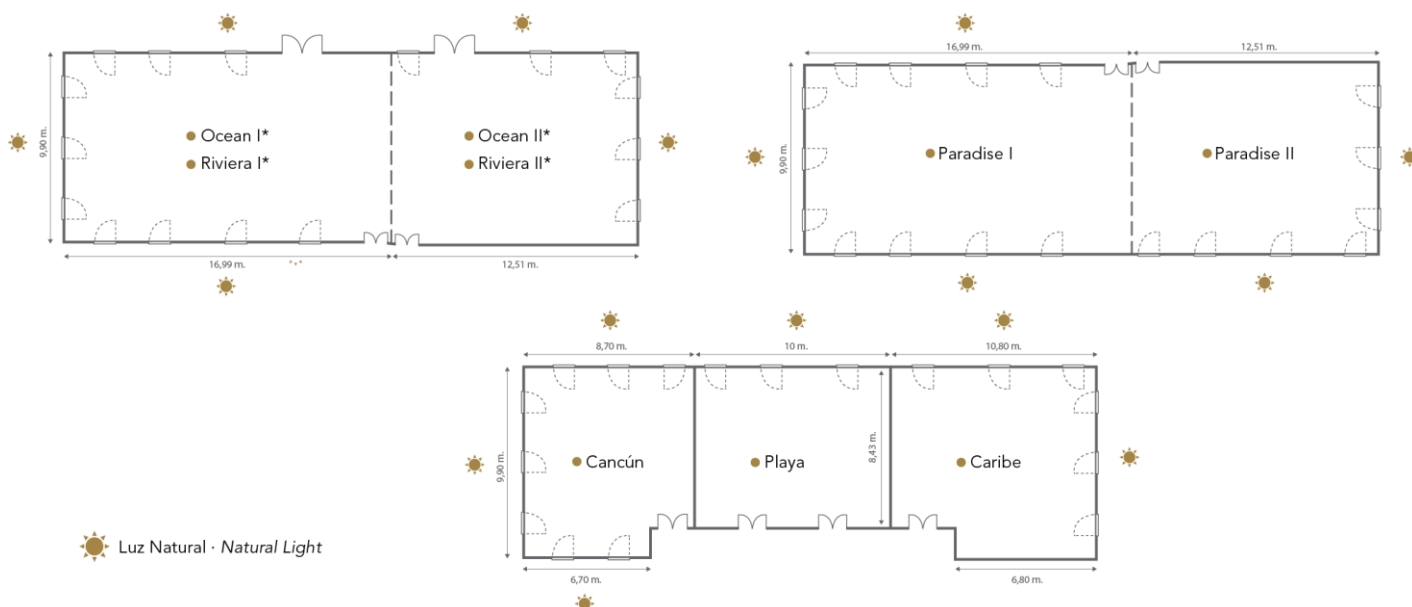 16,99 m.
12,51 m.
9,90 m.
Ocean I*
Riviera I*
Ocean II*
Riviera II*
9,90 m.
Paradise I
Paradise II
16,99 m.
12,51 m.
8,70 m.
10 m.
10,80 m.
9,90 m.
8,43 m.
Cancún
Playa
Caribe
Luz Natural · Natural Light
6,70 m.
6,80 m.